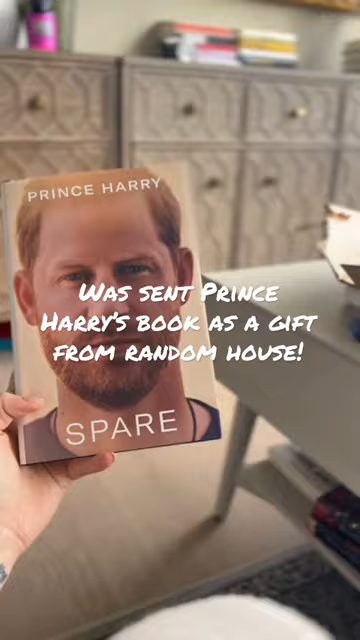 PRINCE HARRY
WAS SENT PRINCE
HARRY'S BOOK AS A GIFT
FROM RANDOM HOUSE!
SPARE